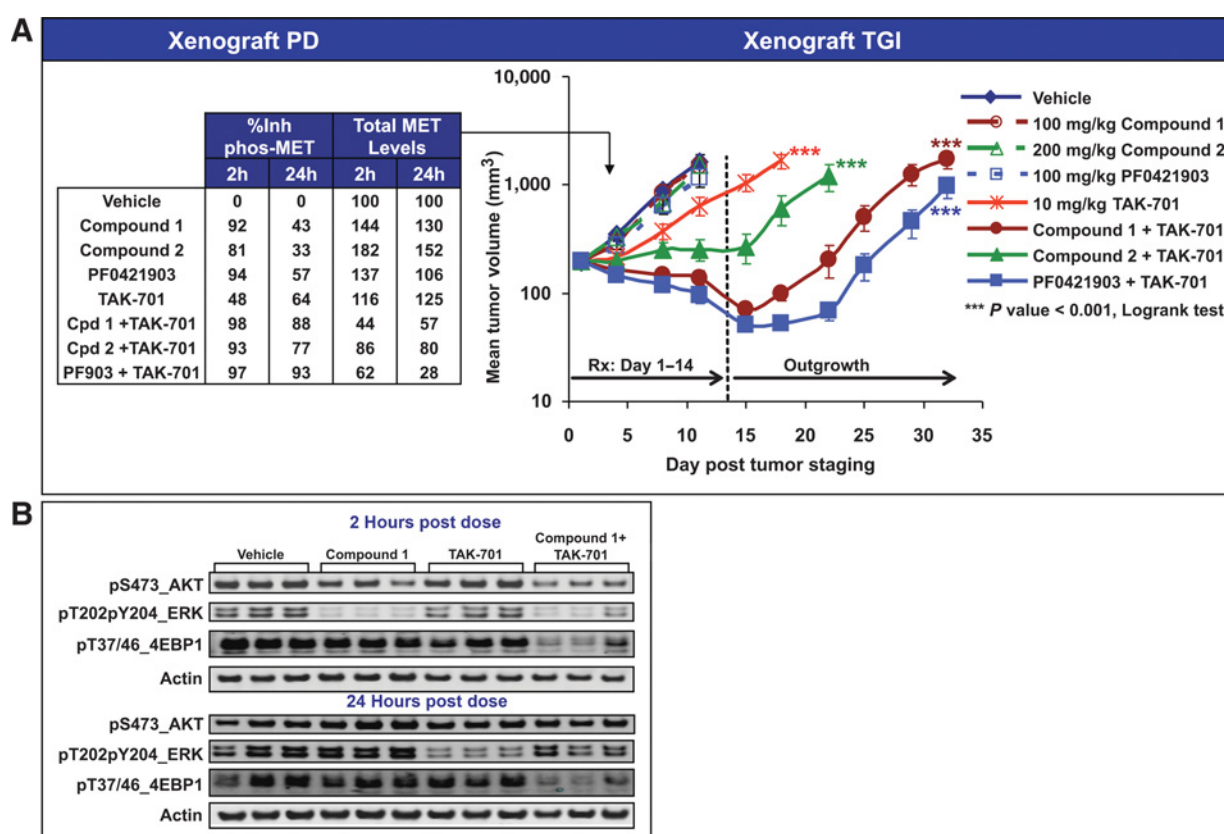 A
Xenograft PD
Xenograft TGI
%Inh phos-MET Total MET Levels
2h 24h 2h 24h
Vehicle 0 0 100 100
Compound 1 92 43 144 130
Compound 2 81 33 182 152
PF0421903 94 57 137 106
TAK-701 48 64 116 125
Cpd 1 +TAK-701 98 88 44 57
Cpd 2 +TAK-701 93 77 86 80
PF903 + TAK-701 97 93 62 28
Mean tumor volume (mm³)
10,000
1,000
100
10
***
***
***
***
Rx: Day 1–14
Outgrowth
0 5 10 15 20 25 30 35
Day post tumor staging
Vehicle
100 mg/kg Compound 1
200 mg/kg Compound 2
100 mg/kg PF0421903
10 mg/kg TAK-701
Compound 1 + TAK-701
Compound 2 + TAK-701
PF0421903 + TAK-701
*** P value < 0.001, Logrank test
B
2 Hours post dose
Vehicle Compound 1 TAK-701 Compound 1+ TAK-701
pS473_AKT
pT202pY204_ERK
pT37/46_4EBP1
Actin
24 Hours post dose
pS473_AKT
pT202pY204_ERK
pT37/46_4EBP1
Actin